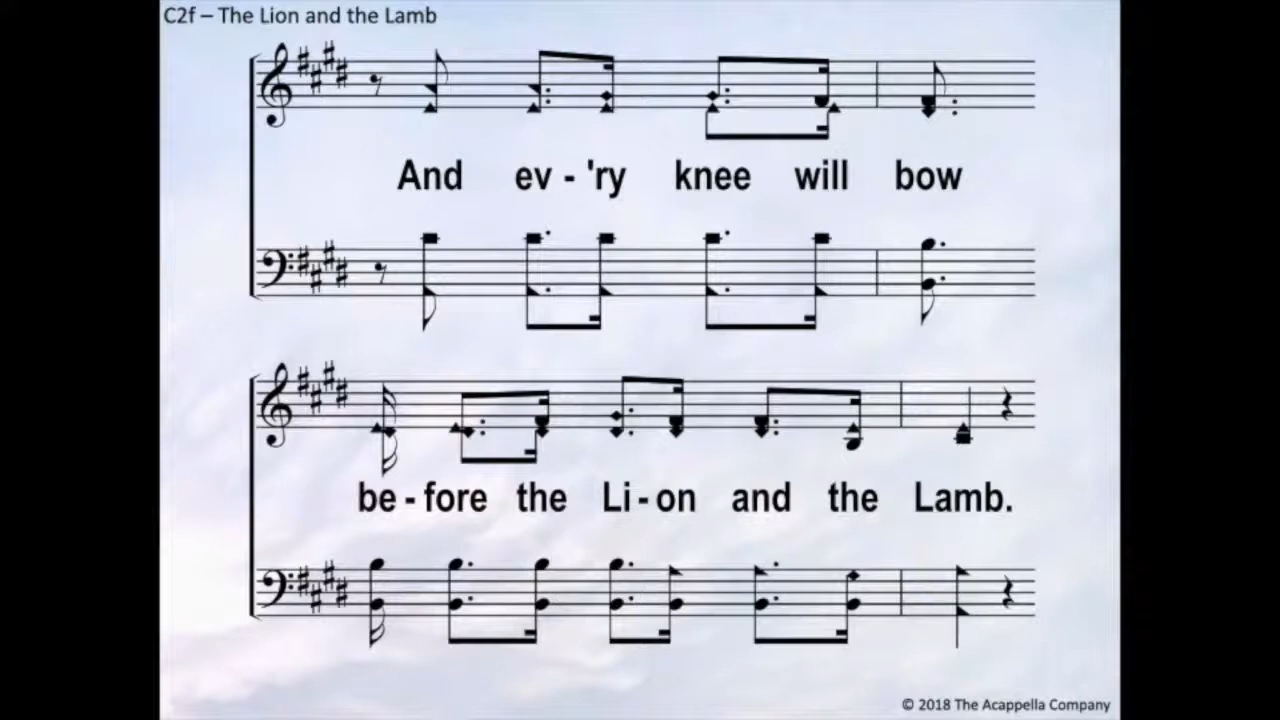 C2f – The Lion and the Lamb
And ev - 'ry knee will bow
be - fore the Li - on and the Lamb.
© 2018 The Acappella Company